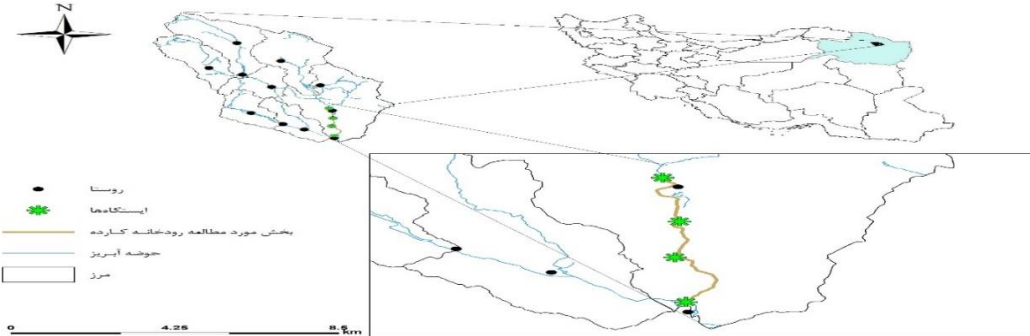 N
روستا
ایستگاه‌ها
بخش مورد مطالعه رودخانه کارده
حوضه آبریز
مرز
0 4.25 8.5
km